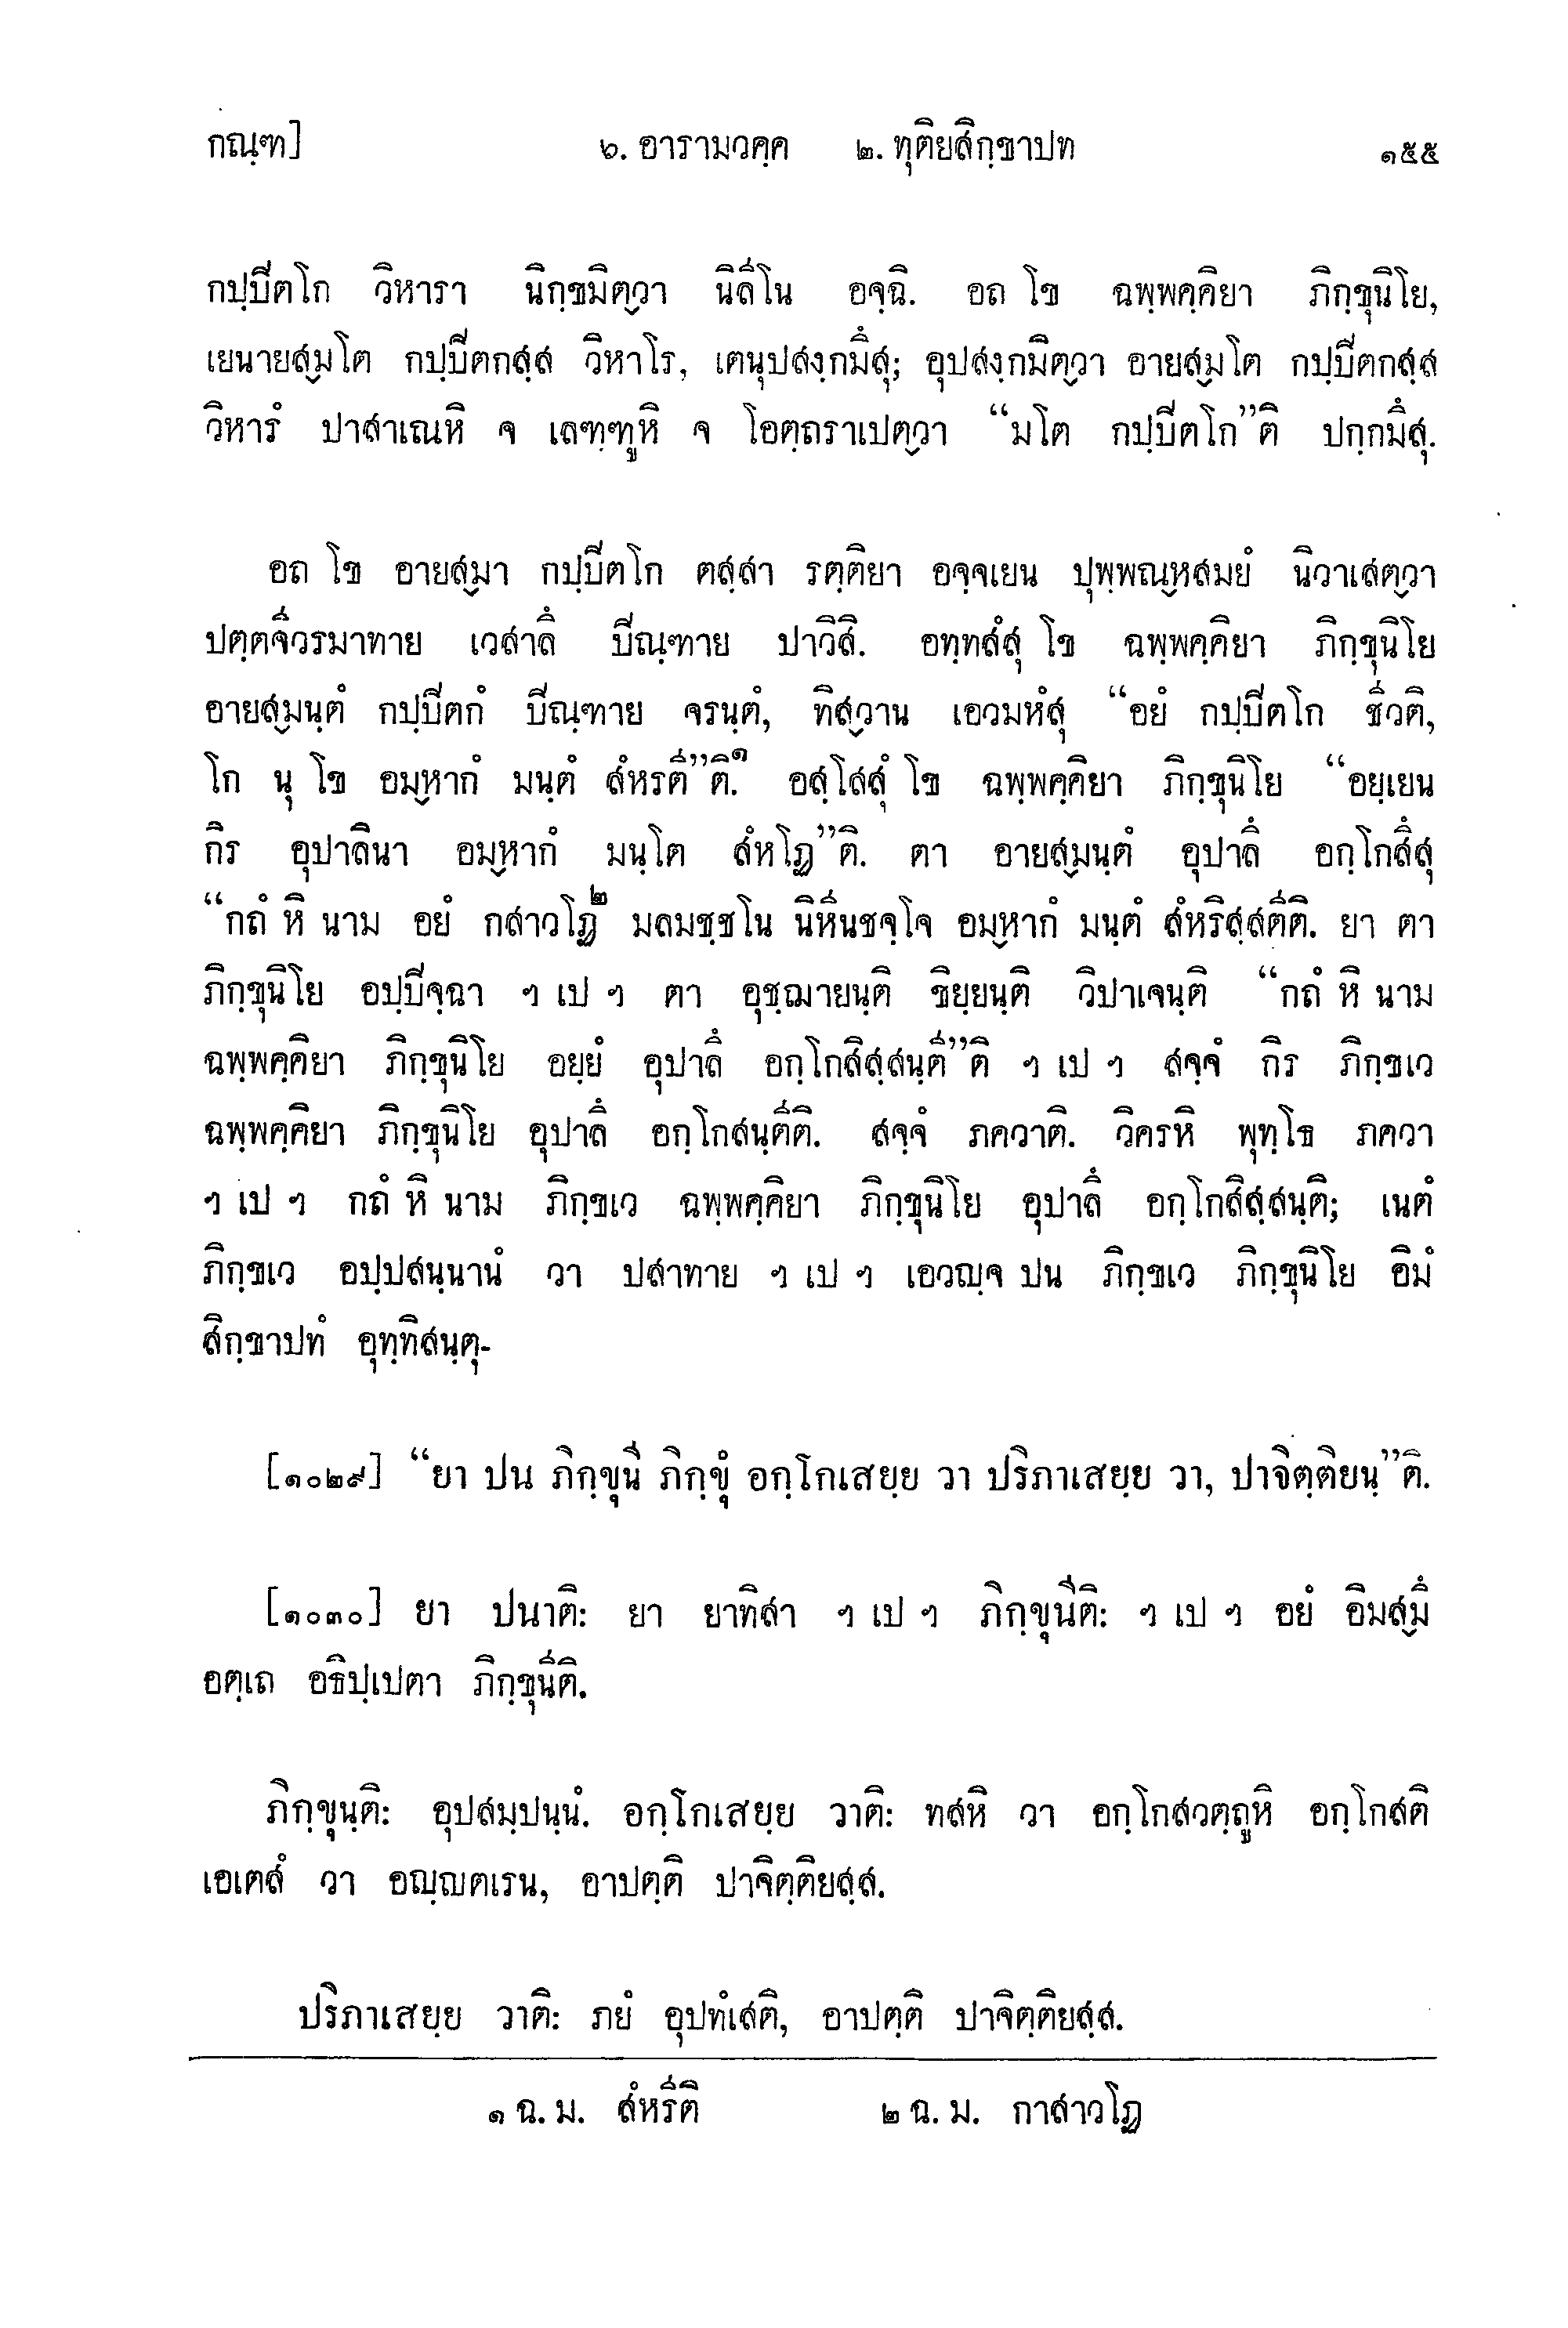 กณฺฑ] ๖. อารามวคฺค ๒. ทุติยสิกฺขาปท ๑๕๕
กปฺปิตโก วิหารา นิกฺขมิตฺวา นิลีโน อจฺฉิ. อถ โข ฉพฺพคฺคิยา ภิกฺขุนิโย,
เยนายสฺมโต กปฺปิตกสฺส วิหาโร, เตนุปสงฺกมึสุ; อุปสงฺกมิตฺวา อายสฺมโต กปฺปิตกสฺส
วิหารํ ปาสาเณหิ จ เลฑฺฑูหิ จ โอตฺถราเปตฺวา “มโต กปฺปิตโก”ติ ปกฺกมึสุ.
อถ โข อายสฺมา กปฺปิตโก ตสฺสา รตฺติยา อจฺจเยน ปุพฺพณฺหสมยํ นิวาเสตฺวา
ปตฺตจีวรมาทาย เวสาลึ ปิณฺฑาย ปาวิสิ. อทฺทสํสุ โข ฉพฺพคฺคิยา ภิกฺขุนิโย
อายสฺมนฺตํ กปฺปิตกํ ปิณฺฑาย จรนฺตํ, ทิสฺวาน เอวมหํสุ “อยํ กปฺปิตโก ชีวติ,
โก นุ โข อมฺหากํ มนฺตํ สํหรตี”ติ.๑ อสฺโสสุํ โข ฉพฺพคฺคิยา ภิกฺขุนิโย “อยฺเยน
กิร อุปาลินา อมฺหากํ มนฺโต สํหโฏ”ติ. ตา อายสฺมนฺตํ อุปาลึ อกฺโกสึสุ
“กถํ หิ นาม อยํ กสาวโฏ๒ มลมชฺชโน นิหีนชจฺโจ อมฺหากํ มนฺตํ สํหริสฺสตีติ. ยา ตา
ภิกฺขุนิโย อปฺปิจฺฉา ฯ เป ฯ ตา อุชฺฌายนฺติ ขิยฺยนฺติ วิปาเจนฺติ “กถํ หิ นาม
ฉพฺพคฺคิยา ภิกฺขุนิโย อยฺยํ อุปาลึ อกฺโกสิสฺสนฺตี”ติ ฯ เป ฯ สจฺจํ กิร ภิกฺขเว
ฉพฺพคฺคิยา ภิกฺขุนิโย อุปาลึ อกฺโกสนฺตีติ. สจฺจํ ภควาติ. วิครหิ พุทฺโธ ภควา
ฯ เป ฯ กถํ หิ นาม ภิกฺขเว ฉพฺพคฺคิยา ภิกฺขุนิโย อุปาลึ อกฺโกสิสฺสนฺติ; เนตํ
ภิกฺขเว อปฺปสนฺนานํ วา ปสาทาย ฯ เป ฯ เอวญฺจ ปน ภิกฺขเว ภิกฺขุนิโย อิมํ
สิกฺขาปทํ อุทฺทิสนฺตุ-
[๑๐๒๙] “ยา ปน ภิกฺขุนี ภิกฺขุํ อกฺโกเสยฺย วา ปริภาเสยฺย วา, ปาจิตฺติยนฺ”ติ.
[๑๐๓๐] ยา ปนาติ: ยา ยาทิสา ฯ เป ฯ ภิกฺขุนีติ: ฯ เป ฯ อยํ อิมสฺมึ
อตฺเถ อธิปฺเปตา ภิกฺขุนีติ.
ภิกฺขุนฺติ: อุปสมฺปนฺนํ. อกฺโกเสยฺย วาติ: ทสหิ วา อกฺโกสวตฺถูหิ อกฺโกสติ
เอเตสํ วา อญฺญตเรน, อาปตฺติ ปาจิตฺติยสฺส.
ปริภาเสยฺย วาติ: ภยํ อุปทํเสติ, อาปตฺติ ปาจิตฺติยสฺส.
๑ ฉ. ม. สํหรีติ ๒ ฉ. ม. กาสาวโฏ